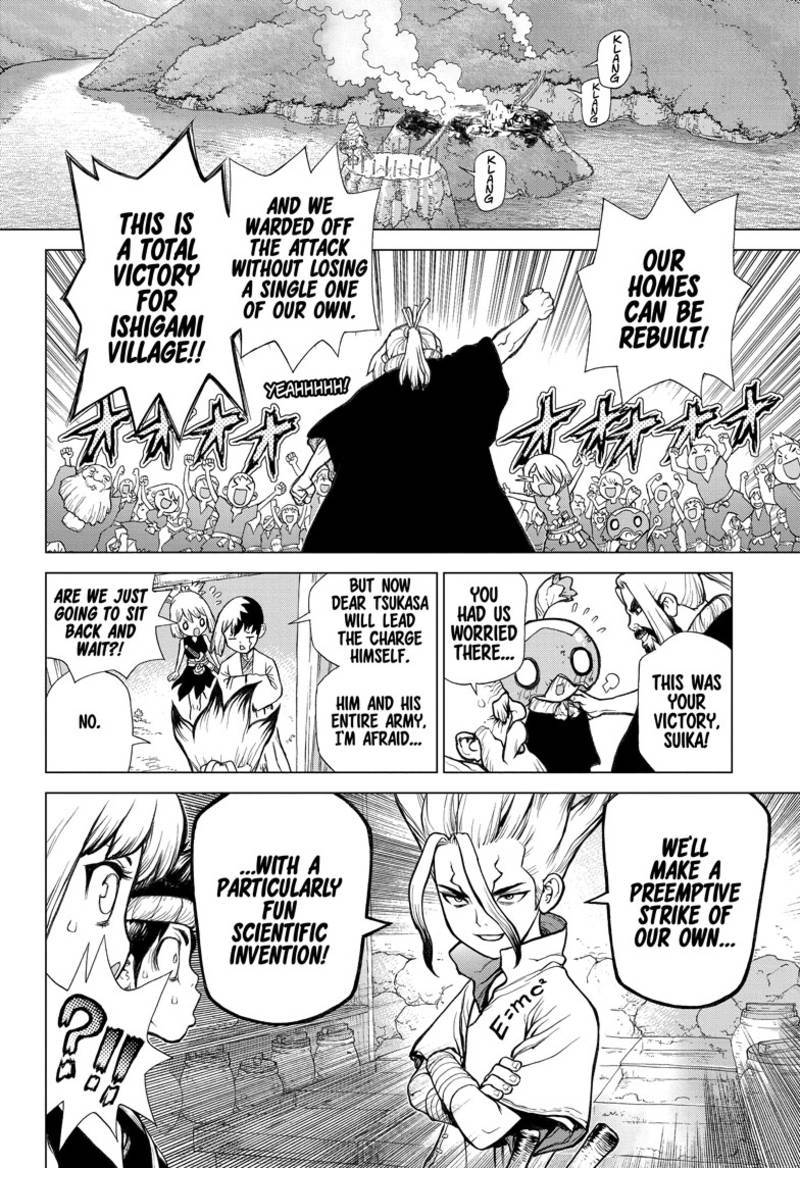 KLANG
KLANG
KLANG
OUR
HOMES
CAN BE
REBUILT!
AND WE
WARDED OFF
THE ATTACK
WITHOUT LOSING
A SINGLE ONE
OF OUR OWN.
THIS IS
A TOTAL
VICTORY
FOR
ISHIGAMI
VILLAGE!!
YEAHHHHH!
オオオオオオオオ
YOU
HAD US
WORRIED
THERE...
THIS WAS
YOUR
VICTORY,
SUIKA!
BUT NOW
DEAR TSUKASA
WILL LEAD
THE CHARGE
HIMSELF.
HIM AND HIS
ENTIRE ARMY,
I'M AFRAID...
ARE WE JUST
GOING TO SIT
BACK AND
WAIT?!
NO.
WE'LL
MAKE A
PREEMPTIVE
STRIKE OF
OUR OWN...
...WITH A
PARTICULARLY
FUN
SCIENTIFIC
INVENTION!
E=mc²
?!!